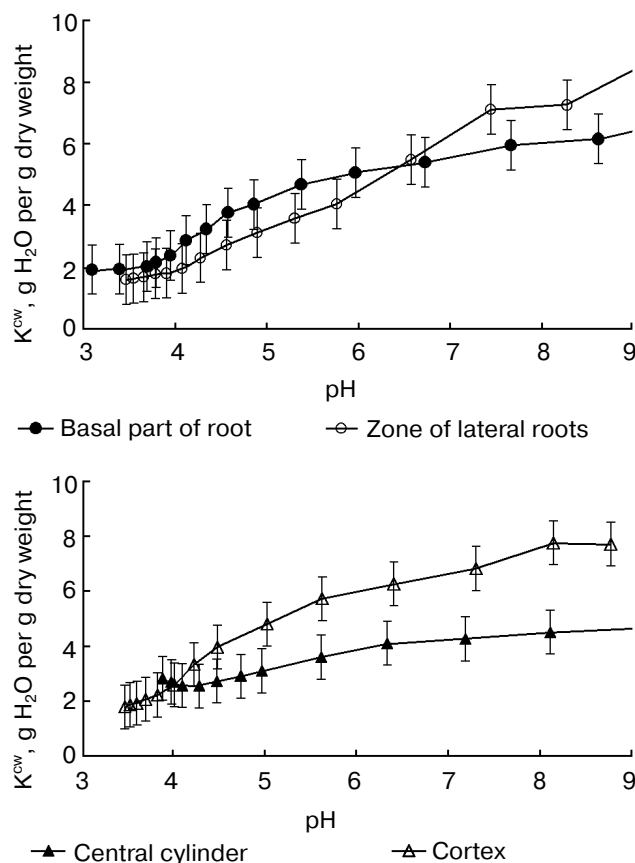 10
8
6
4
2
0
K^cw, g H₂O per g dry weight
3 4 5 6 7 8 9
pH
Basal part of root Zone of lateral roots
10
8
6
4
2
0
K^cw, g H₂O per g dry weight
3 4 5 6 7 8 9
pH
Central cylinder Cortex